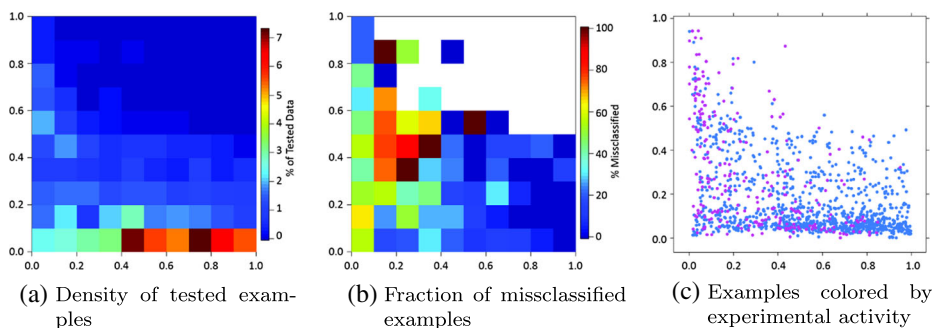 1.0
0.8
0.6
0.4
0.2
0.0
0.0 0.2 0.4 0.6 0.8 1.0
7
6
5
4
3
2
1
0
% of Tested Data
1.0
0.8
0.6
0.4
0.2
0.0
0.0 0.2 0.4 0.6 0.8 1.0
100
80
60
40
20
0
% Missclassified
1.0
0.8
0.6
0.4
0.2
0.0
0.0 0.2 0.4 0.6 0.8 1.0
(a) Density of tested exam-
ples
(b) Fraction of missclassified
examples
(c) Examples colored by
experimental activity